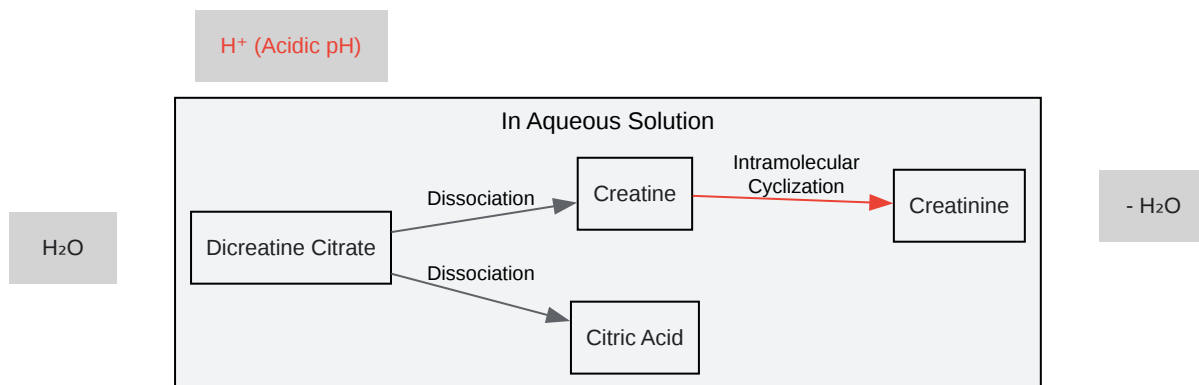 H⁺ (Acidic pH)
In Aqueous Solution
Intramolecular
Cyclization
Dissociation
Creatine
Creatinine
- H₂O
H₂O
Dicreatine Citrate
Dissociation
Citric Acid